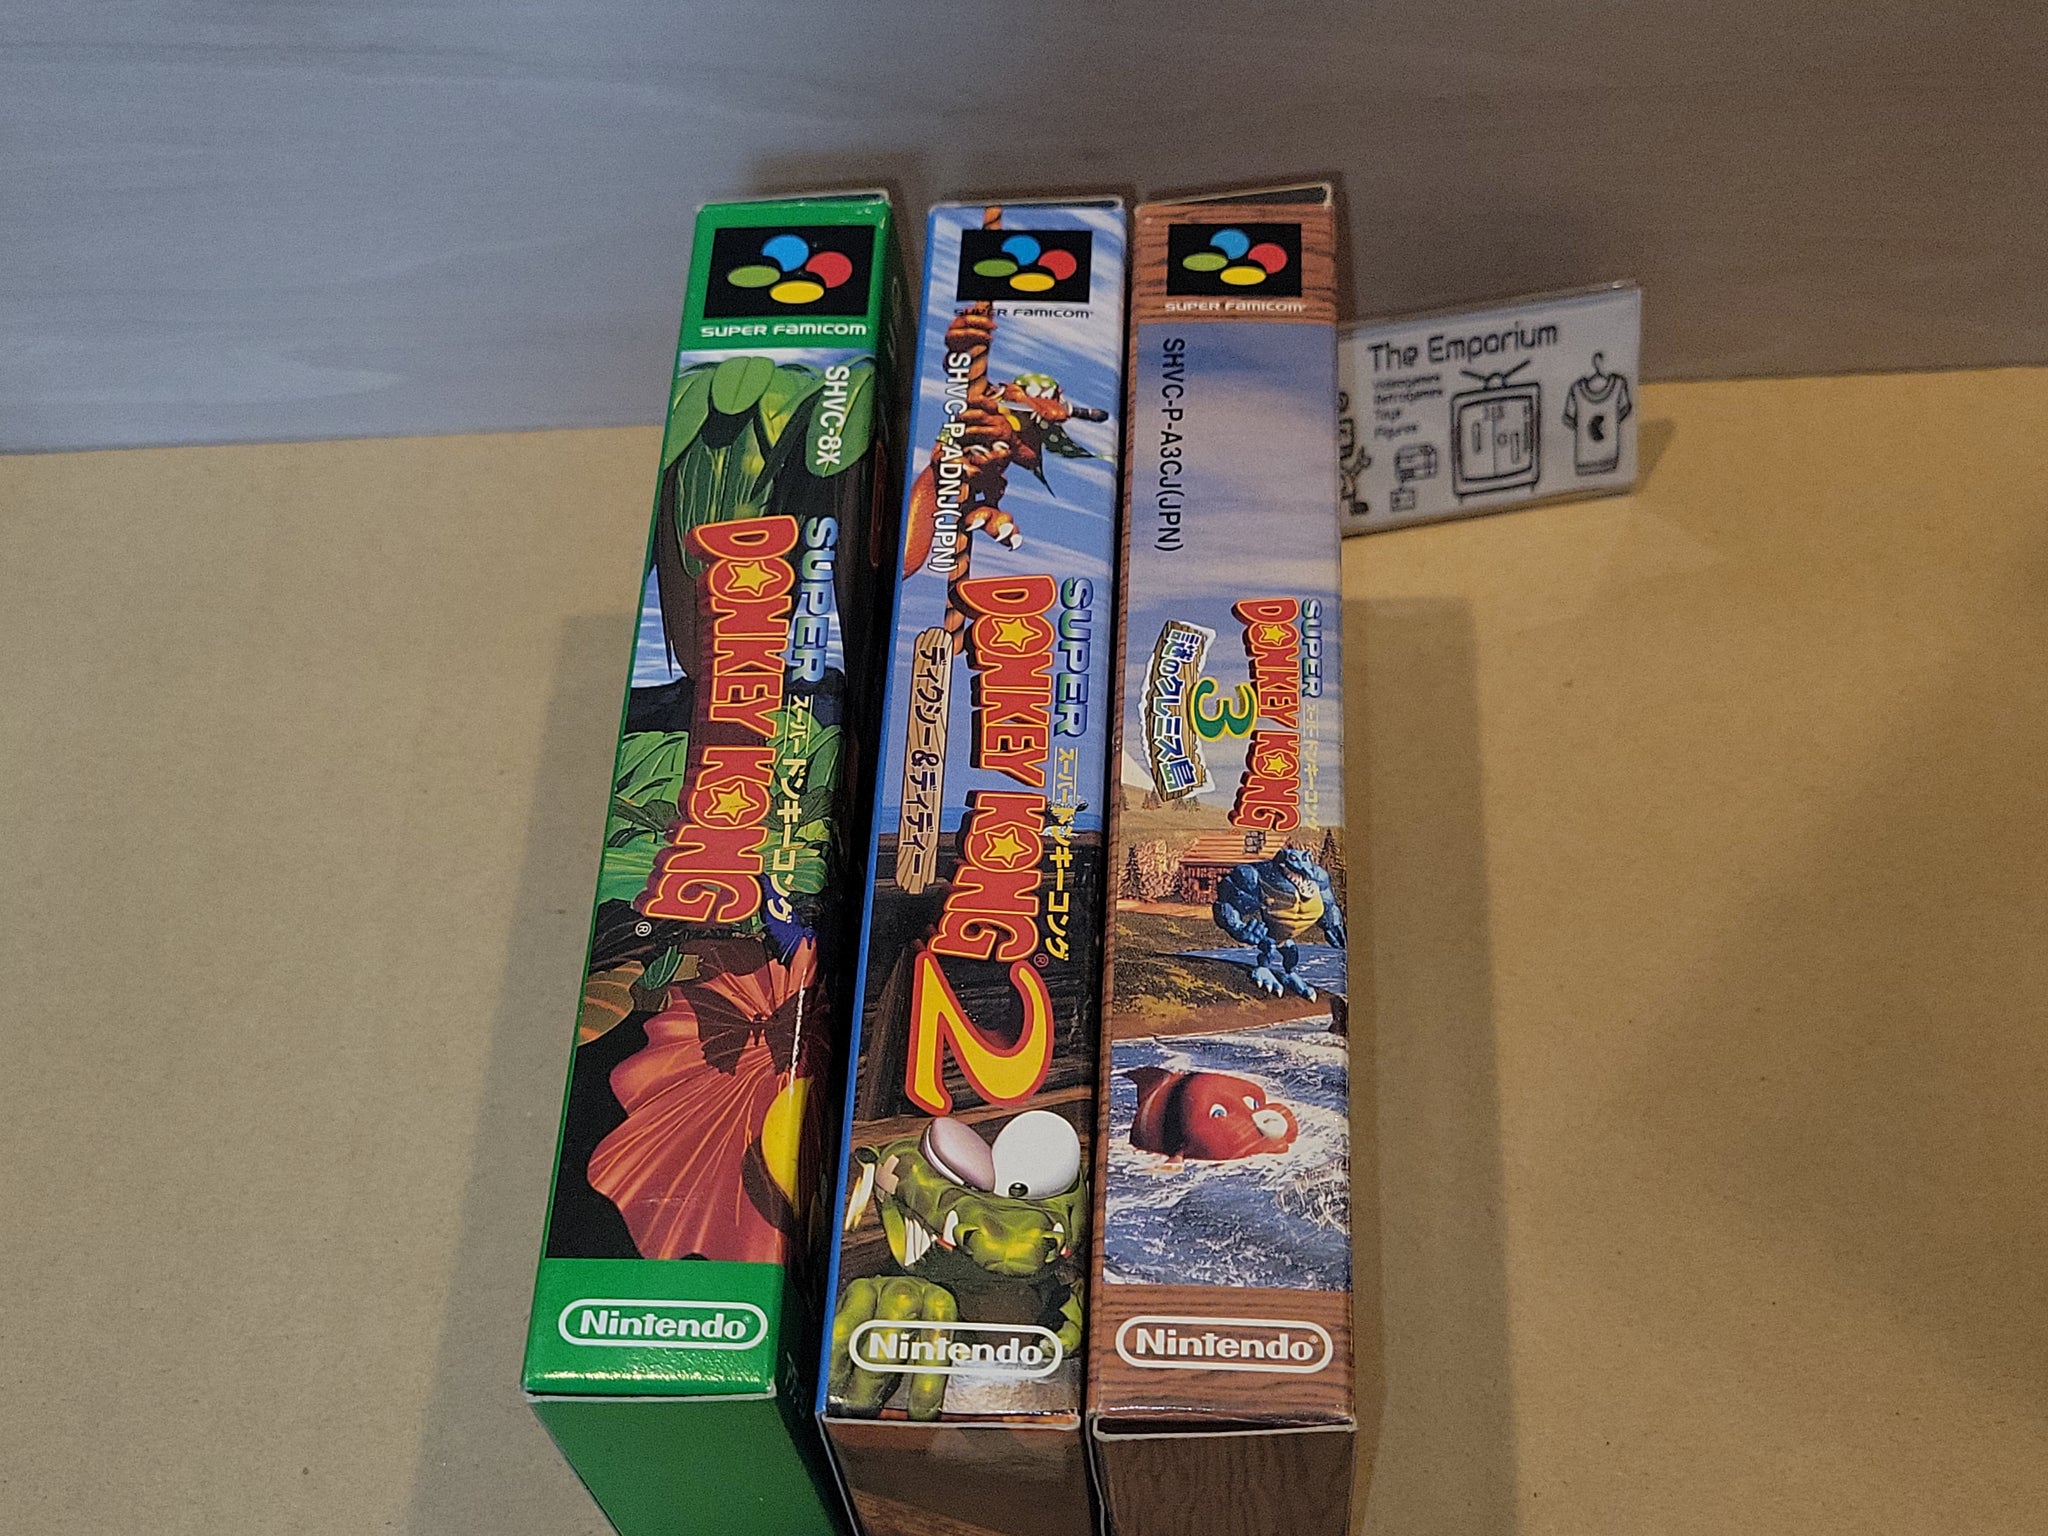 SUPER FAMICOM
SHVC-8X
SUPER
スーパードンキーコング
DONKEY KONG®
Nintendo®
SUPER FAMICOM
SHVC-P-ADNJ(JPN)
SUPER
スーパードンキーコング
DONKEY KONG® 2
ディクシー&ディディー
Nintendo®
SUPER FAMICOM
SHVC-P-A3CJ(JPN)
SUPER
スーパードンキーコング
DONKEY KONG
3
謎のクレミス島
Nintendo®
The Emporium
Videogames
Retrogames
Toys
Figures